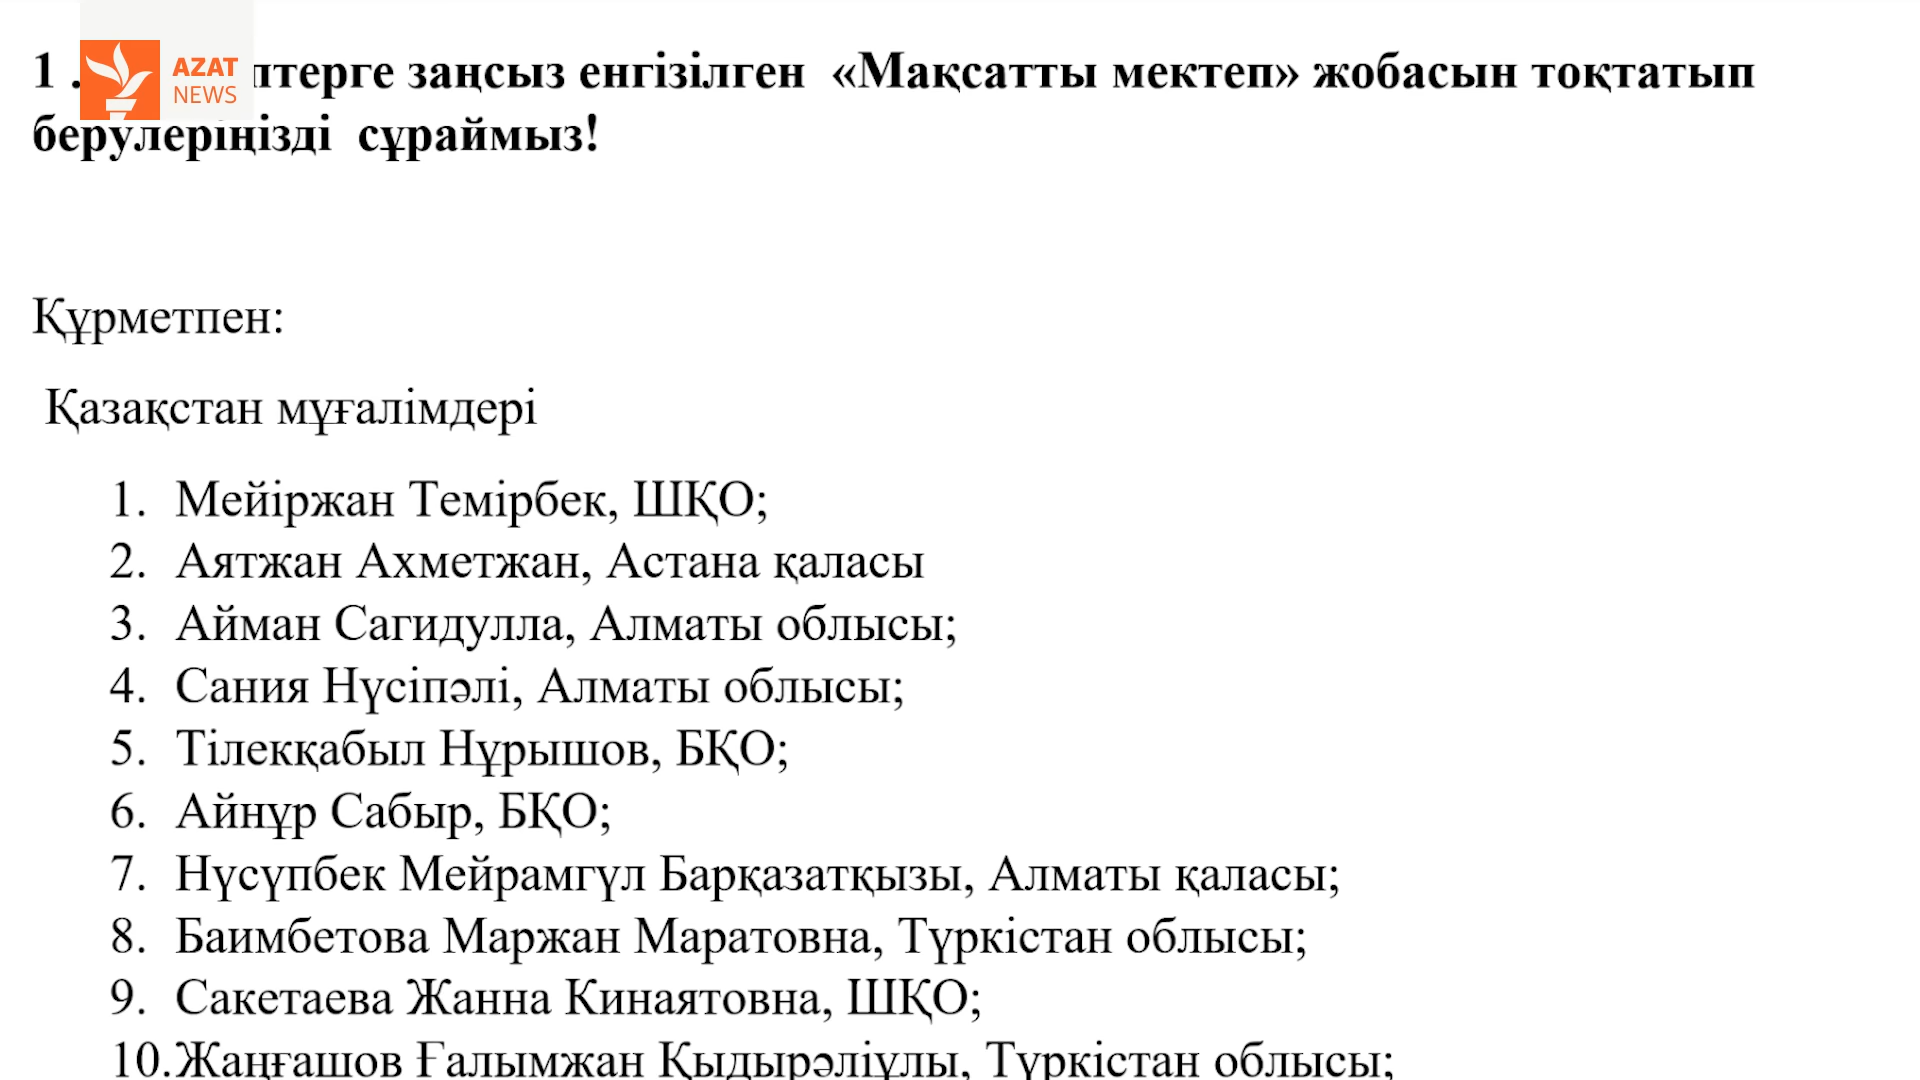 AZAT
NEWS
1 . птерге заңсыз енгізілген «Мақсатты мектеп» жобасын тоқтатып
берулеріңізді сұраймыз!
Құрметпен:
Қазақстан мұғалімдері
1. Мейіржан Темірбек, ШҚО;
2. Аятжан Ахметжан, Астана қаласы
3. Айман Сагидулла, Алматы облысы;
4. Сания Нүсіпәлі, Алматы облысы;
5. Тілекқабыл Нұрышов, БҚО;
6. Айнұр Сабыр, БҚО;
7. Нүсүпбек Мейрамгүл Барқазатқызы, Алматы қаласы;
8. Баимбетова Маржан Маратовна, Түркістан облысы;
9. Сакетаева Жанна Кинаятовна, ШҚО;
10. Жаңғашов Ғалымжан Қыдырәліұлы, Түркістан облысы;